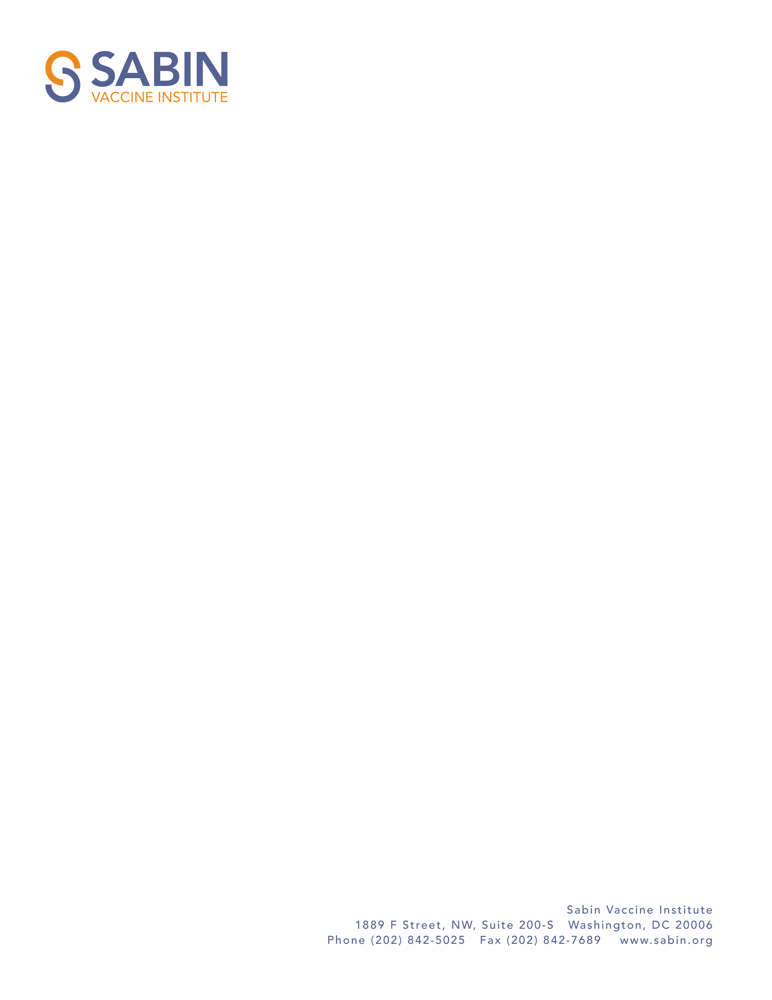 SABIN
VACCINE INSTITUTE
Sabin Vaccine Institute
1889 F Street, NW, Suite 200-S Washington, DC 20006
Phone (202) 842-5025 Fax (202) 842-7689 www.sabin.org